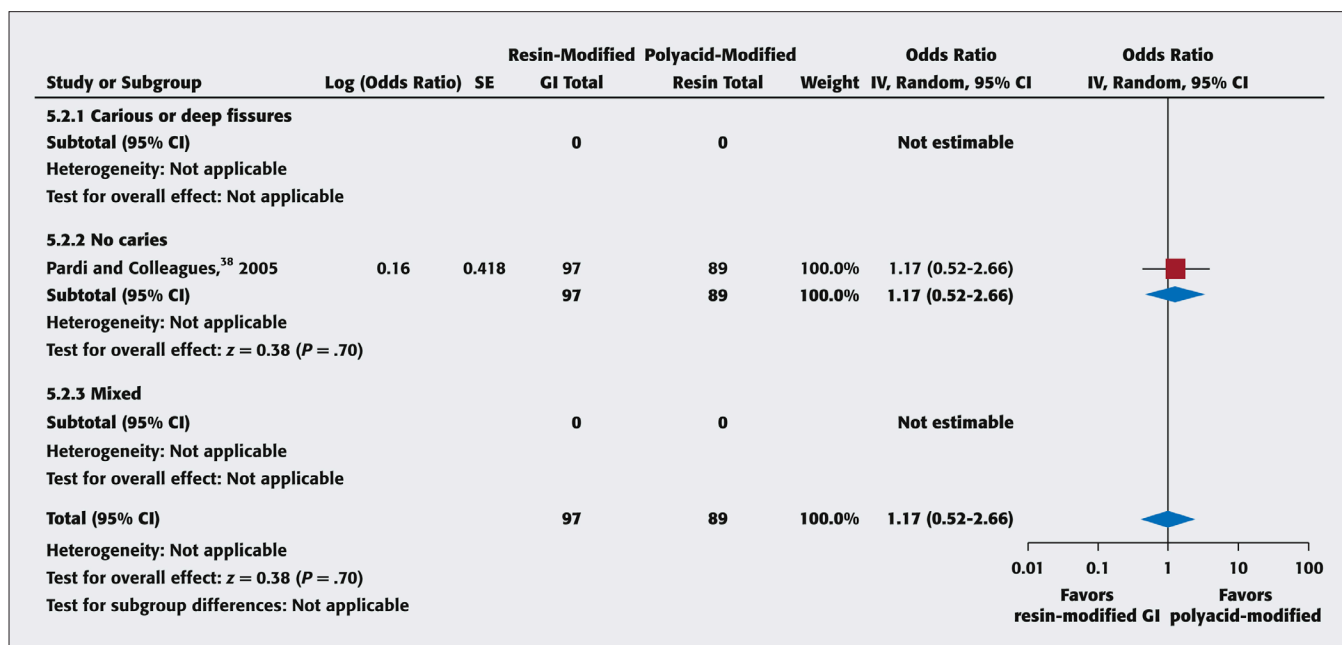 Resin-Modified Polyacid-Modified Odds Ratio Odds Ratio
Study or Subgroup Log (Odds Ratio) SE GI Total Resin Total Weight IV, Random, 95% CI IV, Random, 95% CI
5.2.1 Carious or deep fissures
Subtotal (95% CI) 0 0 Not estimable
Heterogeneity: Not applicable
Test for overall effect: Not applicable
5.2.2 No caries
Pardi and Colleagues,³⁸ 2005 0.16 0.418 97 89 100.0% 1.17 (0.52-2.66)
Subtotal (95% CI) 97 89 100.0% 1.17 (0.52-2.66)
Heterogeneity: Not applicable
Test for overall effect: z = 0.38 (P = .70)
5.2.3 Mixed
Subtotal (95% CI) 0 0 Not estimable
Heterogeneity: Not applicable
Test for overall effect: Not applicable
Total (95% CI) 97 89 100.0% 1.17 (0.52-2.66)
Heterogeneity: Not applicable
Test for overall effect: z = 0.38 (P = .70)
Test for subgroup differences: Not applicable
0.01 0.1 1 10 100
Favors Favors
resin-modified GI polyacid-modified